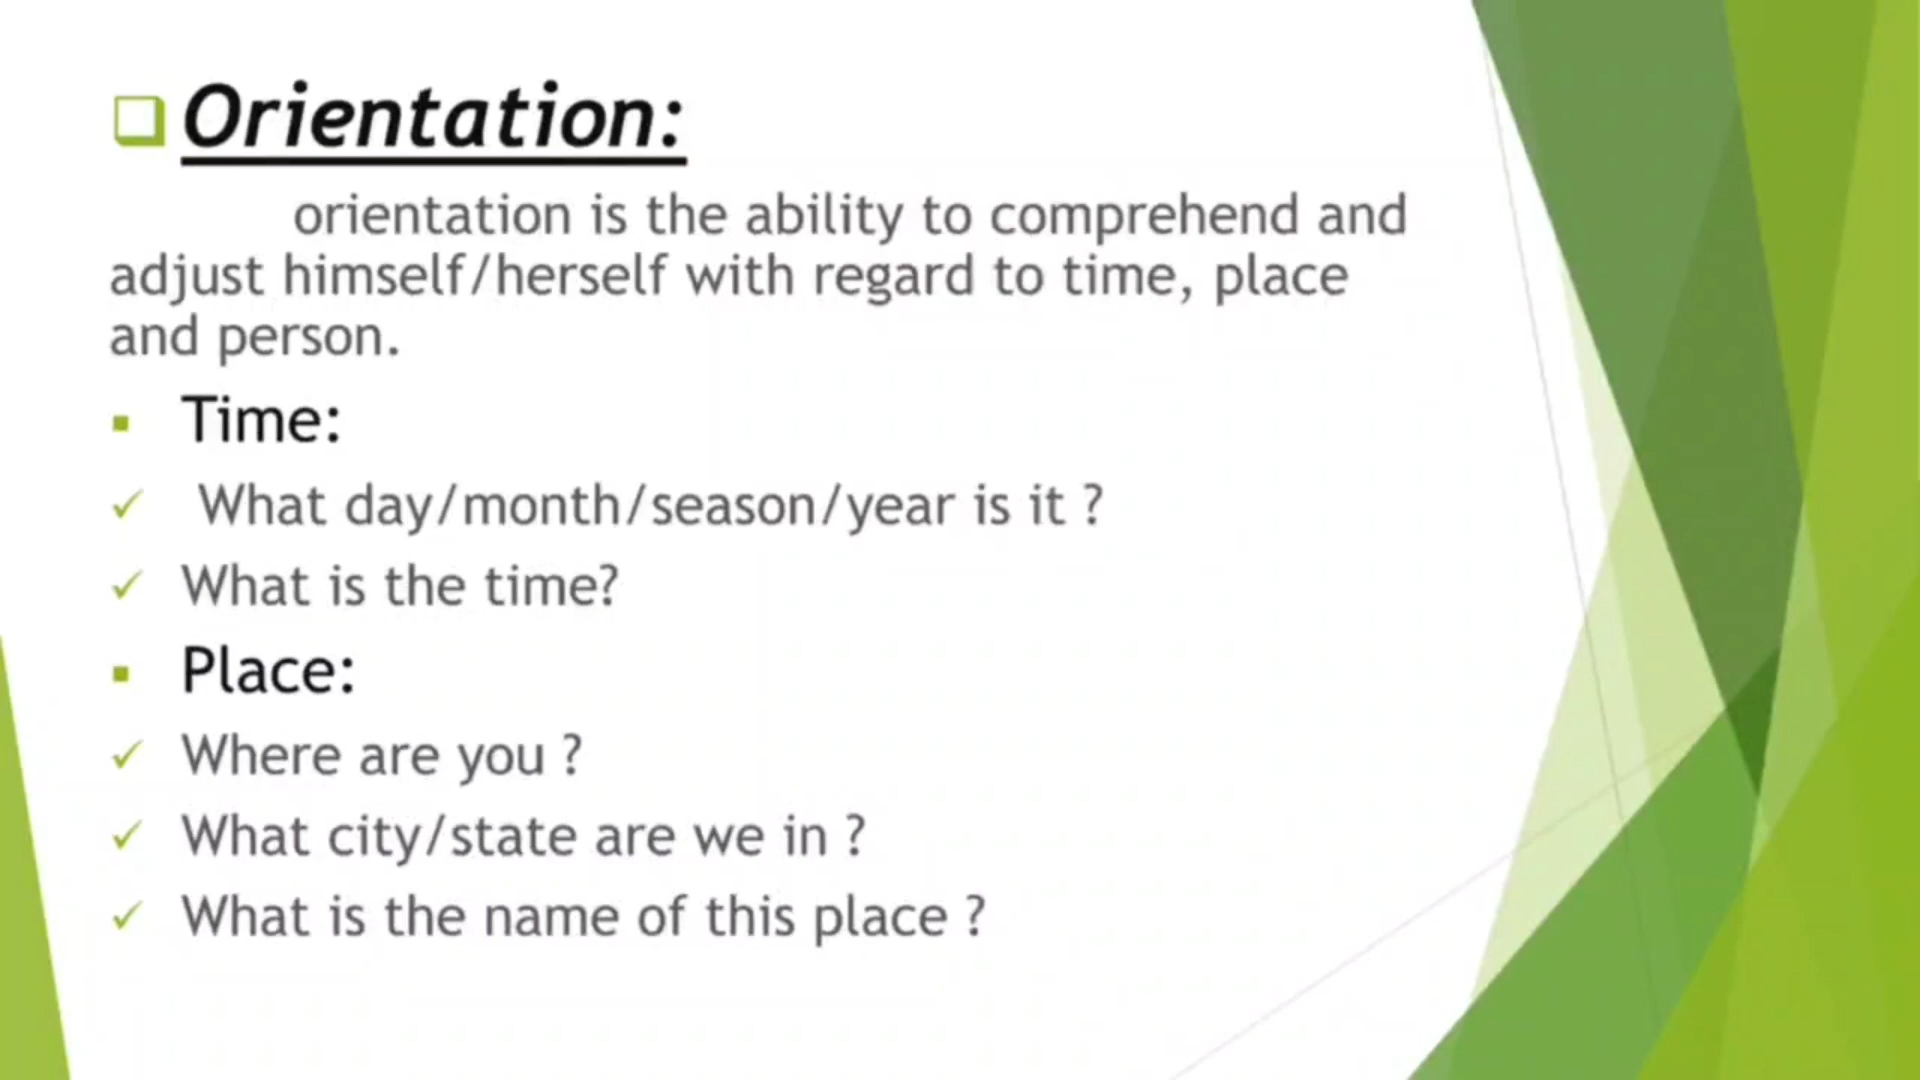 Orientation:
orientation is the ability to comprehend and
adjust himself/herself with regard to time, place
and person.
Time:
What day/month/season/year is it ?
What is the time?
Place:
Where are you ?
What city/state are we in ?
What is the name of this place ?